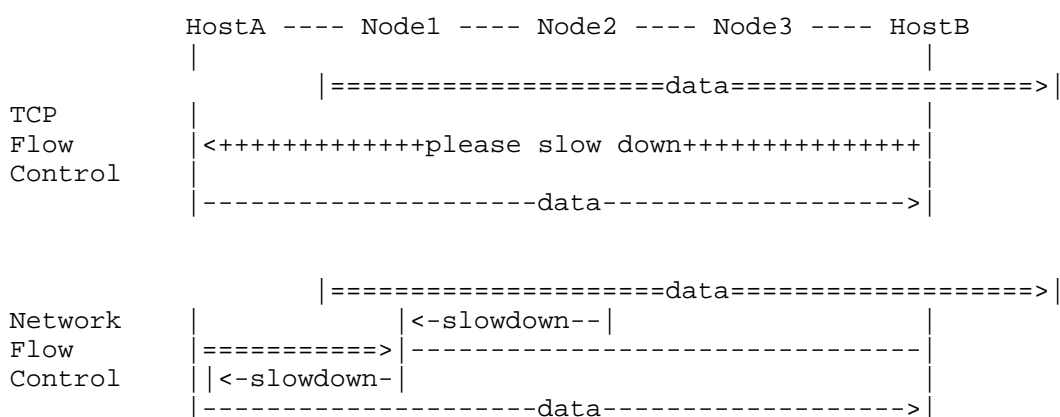 HostA ---- Node1 ---- Node2 ---- Node3 ---- HostB
|                                            |
|=====================data===================>|
TCP        |                                            |
Flow       |<+++++++++++++please slow down+++++++++++++++|
Control    |                                            |
|---------------------data------------------->|
|=====================data===================>|
Network    |            |<-slowdown--|                  |
Flow       |===========>|-------------------------------|
Control    ||<-slowdown-|                               |
|---------------------data------------------->|